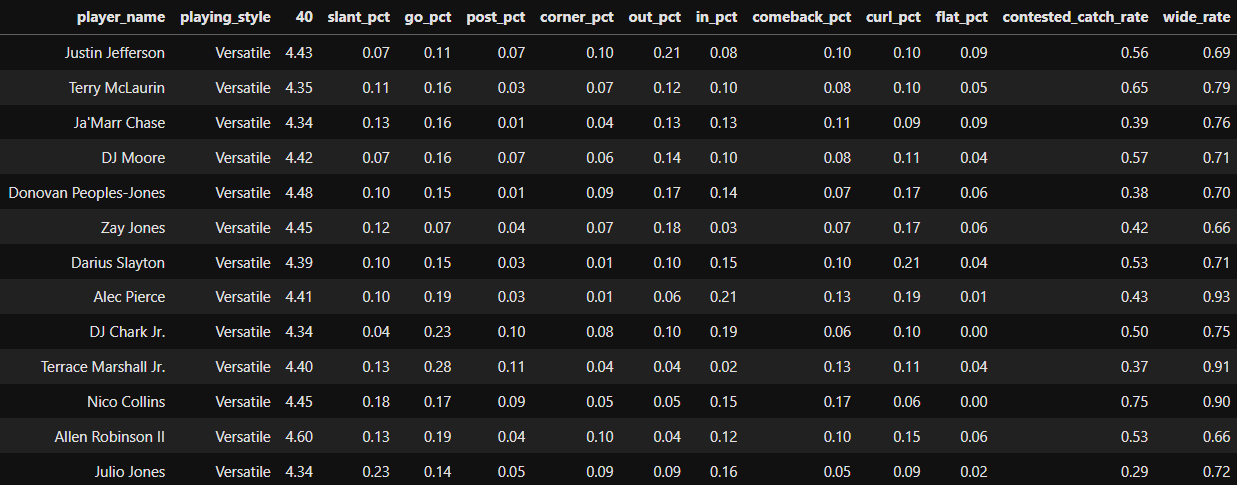 player_name playing_style 40 slant_pct go_pct post_pct corner_pct out_pct in_pct comeback_pct curl_pct flat_pct contested_catch_rate wide_rate
Justin Jefferson Versatile 4.43 0.07 0.11 0.07 0.10 0.21 0.08 0.10 0.10 0.09 0.56 0.69
Terry McLaurin Versatile 4.35 0.11 0.16 0.03 0.07 0.12 0.10 0.08 0.10 0.05 0.65 0.79
Ja'Marr Chase Versatile 4.34 0.13 0.16 0.01 0.04 0.13 0.13 0.11 0.09 0.09 0.39 0.76
DJ Moore Versatile 4.42 0.07 0.16 0.07 0.06 0.14 0.10 0.08 0.11 0.04 0.57 0.71
Donovan Peoples-Jones Versatile 4.48 0.10 0.15 0.01 0.09 0.17 0.14 0.07 0.17 0.06 0.38 0.70
Zay Jones Versatile 4.45 0.12 0.07 0.04 0.07 0.18 0.03 0.07 0.17 0.06 0.42 0.66
Darius Slayton Versatile 4.39 0.10 0.15 0.03 0.01 0.10 0.15 0.10 0.21 0.04 0.53 0.71
Alec Pierce Versatile 4.41 0.10 0.19 0.03 0.01 0.06 0.21 0.13 0.19 0.01 0.43 0.93
DJ Chark Jr. Versatile 4.34 0.04 0.23 0.10 0.08 0.10 0.19 0.06 0.10 0.00 0.50 0.75
Terrace Marshall Jr. Versatile 4.40 0.13 0.28 0.11 0.04 0.04 0.02 0.13 0.11 0.04 0.37 0.91
Nico Collins Versatile 4.45 0.18 0.17 0.09 0.05 0.05 0.15 0.17 0.06 0.00 0.75 0.90
Allen Robinson II Versatile 4.60 0.13 0.19 0.04 0.10 0.04 0.12 0.10 0.15 0.06 0.53 0.66
Julio Jones Versatile 4.34 0.23 0.14 0.05 0.09 0.09 0.16 0.05 0.09 0.02 0.29 0.72